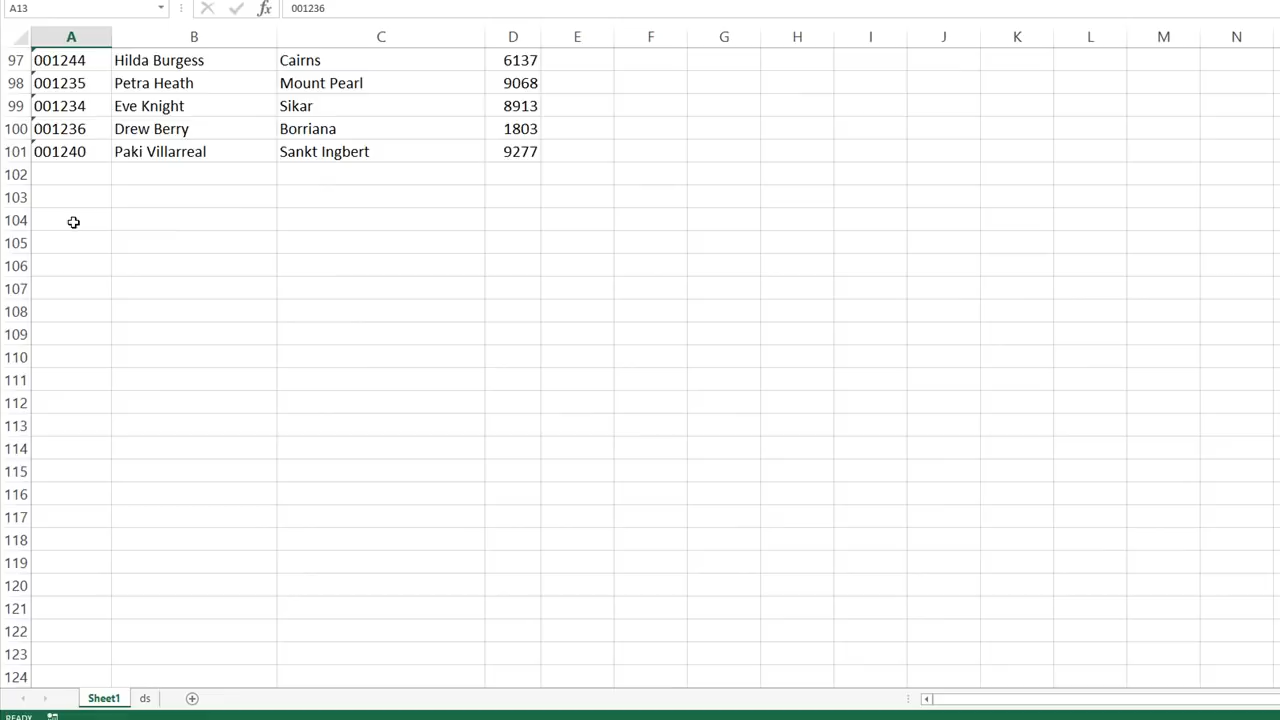 A13 fx 001236
A B C D E F G H I J K L M N
97 001244 Hilda Burgess Cairns 6137
98 001235 Petra Heath Mount Pearl 9068
99 001234 Eve Knight Sikar 8913
100 001236 Drew Berry Borriana 1803
101 001240 Paki Villarreal Sankt Ingbert 9277
102
103
104
105
106
107
108
109
110
111
112
113
114
115
116
117
118
119
120
121
122
123
124
Sheet1 ds
READY